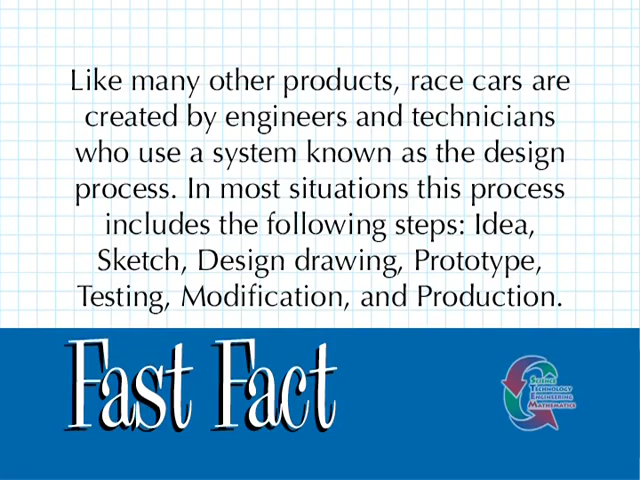 Like many other products, race cars are
created by engineers and technicians
who use a system known as the design
process. In most situations this process
includes the following steps: Idea,
Sketch, Design drawing, Prototype,
Testing, Modification, and Production.
Fast Fact
Science
Technology
Engineering
Mathematics